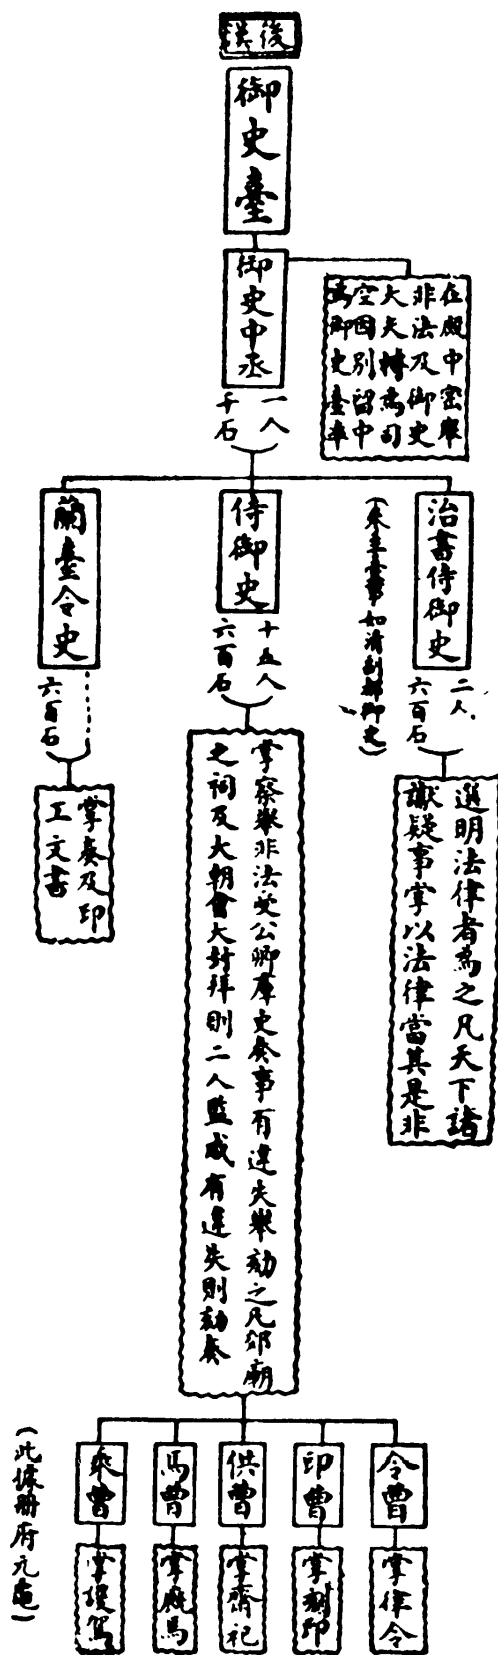 後漢
御史臺
御史中丞
一人
千石
在殿中密舉
非法及御史
大夫轉為司
空因別留中
為御史臺率
治書侍御史
二人
六百石
選明法律者為之凡天下諸
讞疑事掌以法律當其是非
侍御史
十五人
六百石
掌察舉非法受公卿羣吏奏事有違失舉劾之凡郊廟
之祠及大朝會大封拜則二人監威有違失則劾奏
蘭臺令史
六百石
掌奏及印
工文書
令曹
掌律令
印曹
掌刻印
供曹
掌齋祀
馬曹
掌廄馬
乘曹
掌護駕
(此據册府元龜)